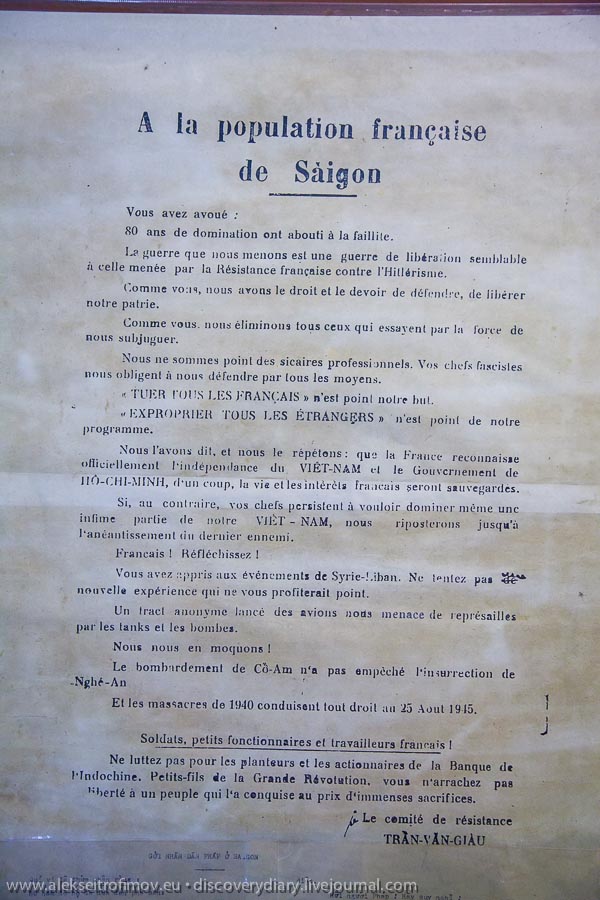 A la population française
de Sàigon
Vous avez avoué :
80 ans de domination ont abouti à la faillite.
La guerre que nous menons est une guerre de libération semblable
à celle menée par la Résistance française contre l'Hitlérisme.
Comme vous, nous avons le droit et le devoir de défendre, de libérer
notre patrie.
Comme vous, nous éliminons tous ceux qui essayent par la force de
nous subjuguer.
Nous ne sommes point des sicaires professionnels. Vos chefs fascistes
nous obligent à nous défendre par tous les moyens.
« TUER TOUS LES FRANÇAIS » n'est point notre but.
« EXPROPRIER TOUS LES ÉTRANGERS » n'est point de notre
programme.
Nous l'avons dit, et nous le répétons : que la France reconnaisse
officiellement l'indépendance du VIÊT-NAM et le Gouvernement de
HÔ-CHI-MINH, d'un coup, la vie et les intérêts francais seront sauvegardés.
Si, au contraire, vos chefs persistent à vouloir dominer même une
infime partie de notre VIÊT - NAM, nous riposterons jusqu'à
l'anéantissement du dernier ennemi.
Francais ! Réfléchissez !
Vous avez appris aux événements de Syrie-Liban. Ne tentez pas
nouvelle expérience qui ne vous profiterait point.
Un tract anonyme lancé des avions nous menace de représailles
par les tanks et les bombes.
Nous nous en moquons !
Le bombardement de Cô-Am n'a pas empêché l'insurrection de
Nghê-An
Et les massacres de 1940 conduisent tout droit au 25 Aout 1945.
Soldats, petits fonctionnaires et travailleurs francais !
Ne luttez pas pour les planteurs et les actionnaires de la Banque de
l'Indochine. Petits-fils de la Grande Révolution, vous n'arrachez pas
liberté à un peuple qui l'a conquise au prix d'immenses sacrifices.
Le comité de résistance
TRÂN-VĂN-GIÀU
GỞI NHÂN DÂN PHÁP Ở SAIGON
www.alekseitrofimov.eu • discoverydiary.livejournal.com